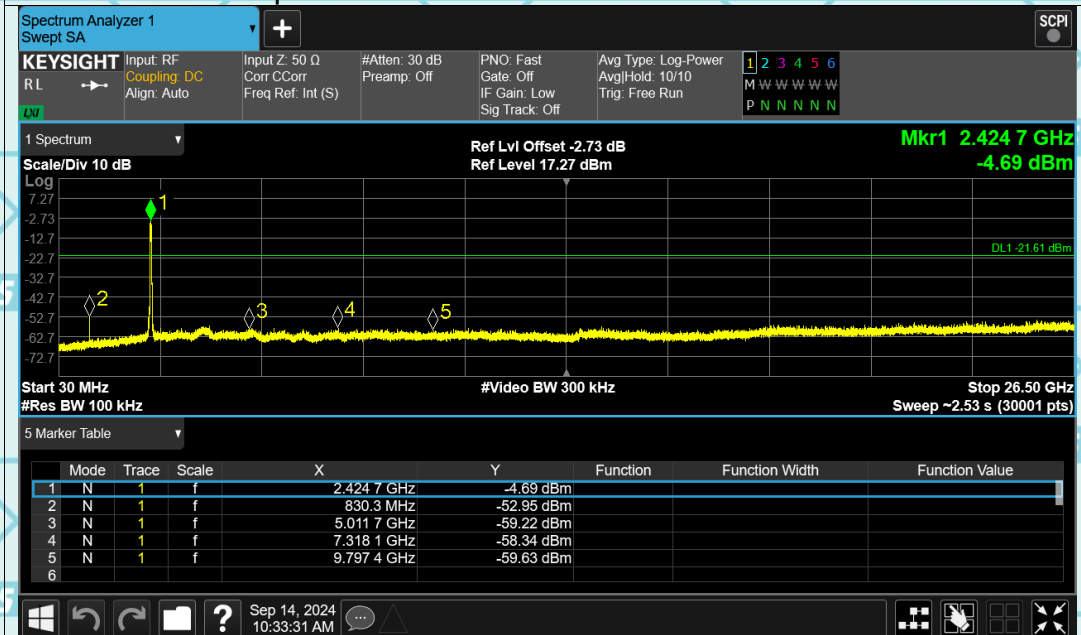 Spectrum Analyzer 1
Swept SA
+
SCPI
KEYSIGHT
R L
LXI
Input: RF
Coupling: DC
Align: Auto
Input Z: 50 Ω
Corr CCorr
Freq Ref: Int (S)
#Atten: 30 dB
Preamp: Off
PNO: Fast
Gate: Off
IF Gain: Low
Sig Track: Off
Avg Type: Log-Power
Avg|Hold: 10/10
Trig: Free Run
1 2 3 4 5 6
M W W W W W
P N N N N N
1 Spectrum
Scale/Div 10 dB
Ref Lvl Offset -2.73 dB
Ref Level 17.27 dBm
Mkr1 2.424 7 GHz
-4.69 dBm
Log
7.27
-2.73
-12.7
-22.7
-32.7
-42.7
-52.7
-62.7
-72.7
1
2
3
4
5
DL1 -21.61 dBm
Start 30 MHz
#Video BW 300 kHz
Stop 26.50 GHz
#Res BW 100 kHz
Sweep ~2.53 s (30001 pts)
5 Marker Table
Mode Trace Scale X Y Function Function Width Function Value
1 N 1 f 2.424 7 GHz -4.69 dBm
2 N 1 f 830.3 MHz -52.95 dBm
3 N 1 f 5.011 7 GHz -59.22 dBm
4 N 1 f 7.318 1 GHz -58.34 dBm
5 N 1 f 9.797 4 GHz -59.63 dBm
6
?
Sep 14, 2024
10:33:31 AM